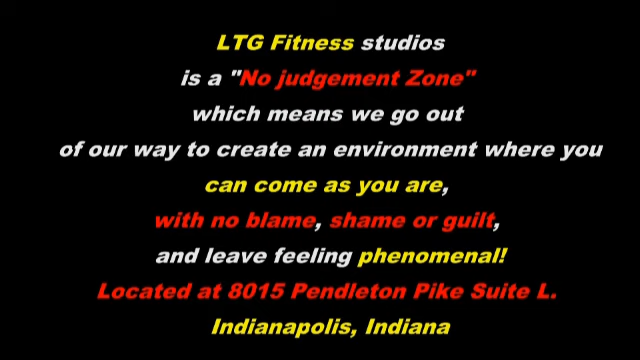 LTG Fitness studios
is a "No judgement Zone"
which means we go out
of our way to create an environment where you
can come as you are,
with no blame, shame or guilt,
and leave feeling phenomenal!
Located at 8015 Pendleton Pike Suite L.
Indianapolis, Indiana